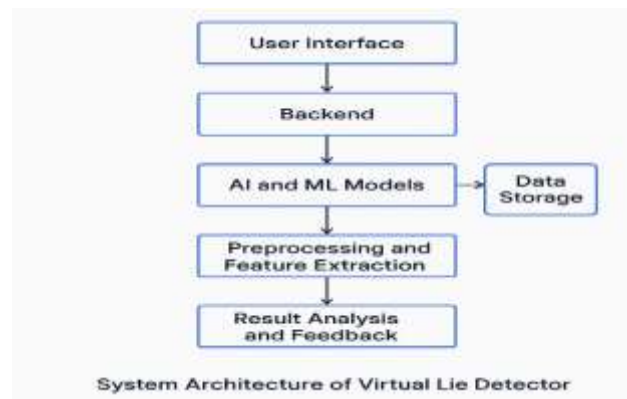 User Interface
Backend
AI and ML Models
Data
Storage
Preprocessing and
Feature Extraction
Result Analysis
and Feedback
System Architecture of Virtual Lie Detector